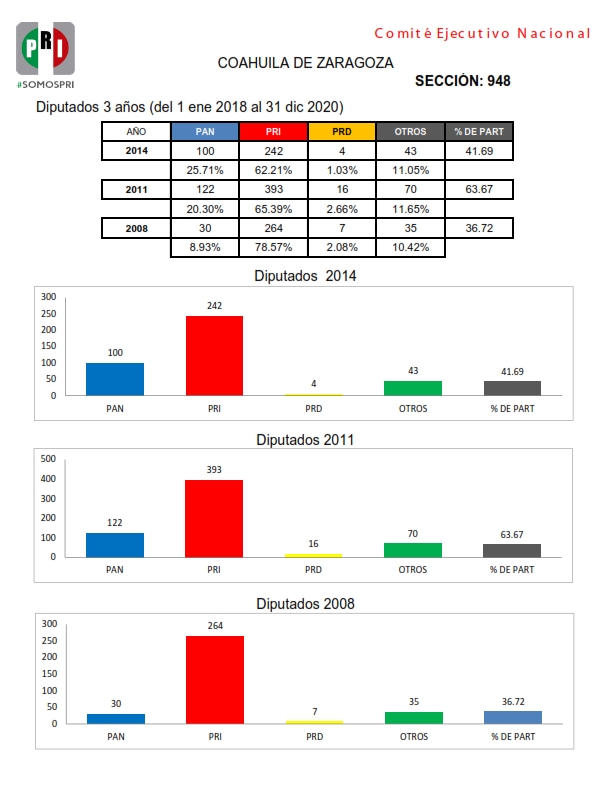 Comité Ejecutivo Nacional
PRI
#SOMOSPRI
COAHUILA DE ZARAGOZA
SECCIÓN: 948
Diputados 3 años (del 1 ene 2018 al 31 dic 2020)
AÑO PAN PRI PRD OTROS % DE PART
2014 100 242 4 43 41.69
25.71% 62.21% 1.03% 11.05%
2011 122 393 16 70 63.67
20.30% 65.39% 2.66% 11.65%
2008 30 264 7 35 36.72
8.93% 78.57% 2.08% 10.42%
Diputados 2014
300
250
200
150
100
50
0
100 242 4 43 41.69
PAN PRI PRD OTROS % DE PART
Diputados 2011
500
400
300
200
100
0
122 393 16 70 63.67
PAN PRI PRD OTROS % DE PART
Diputados 2008
300
250
200
150
100
50
0
30 264 7 35 36.72
PAN PRI PRD OTROS % DE PART